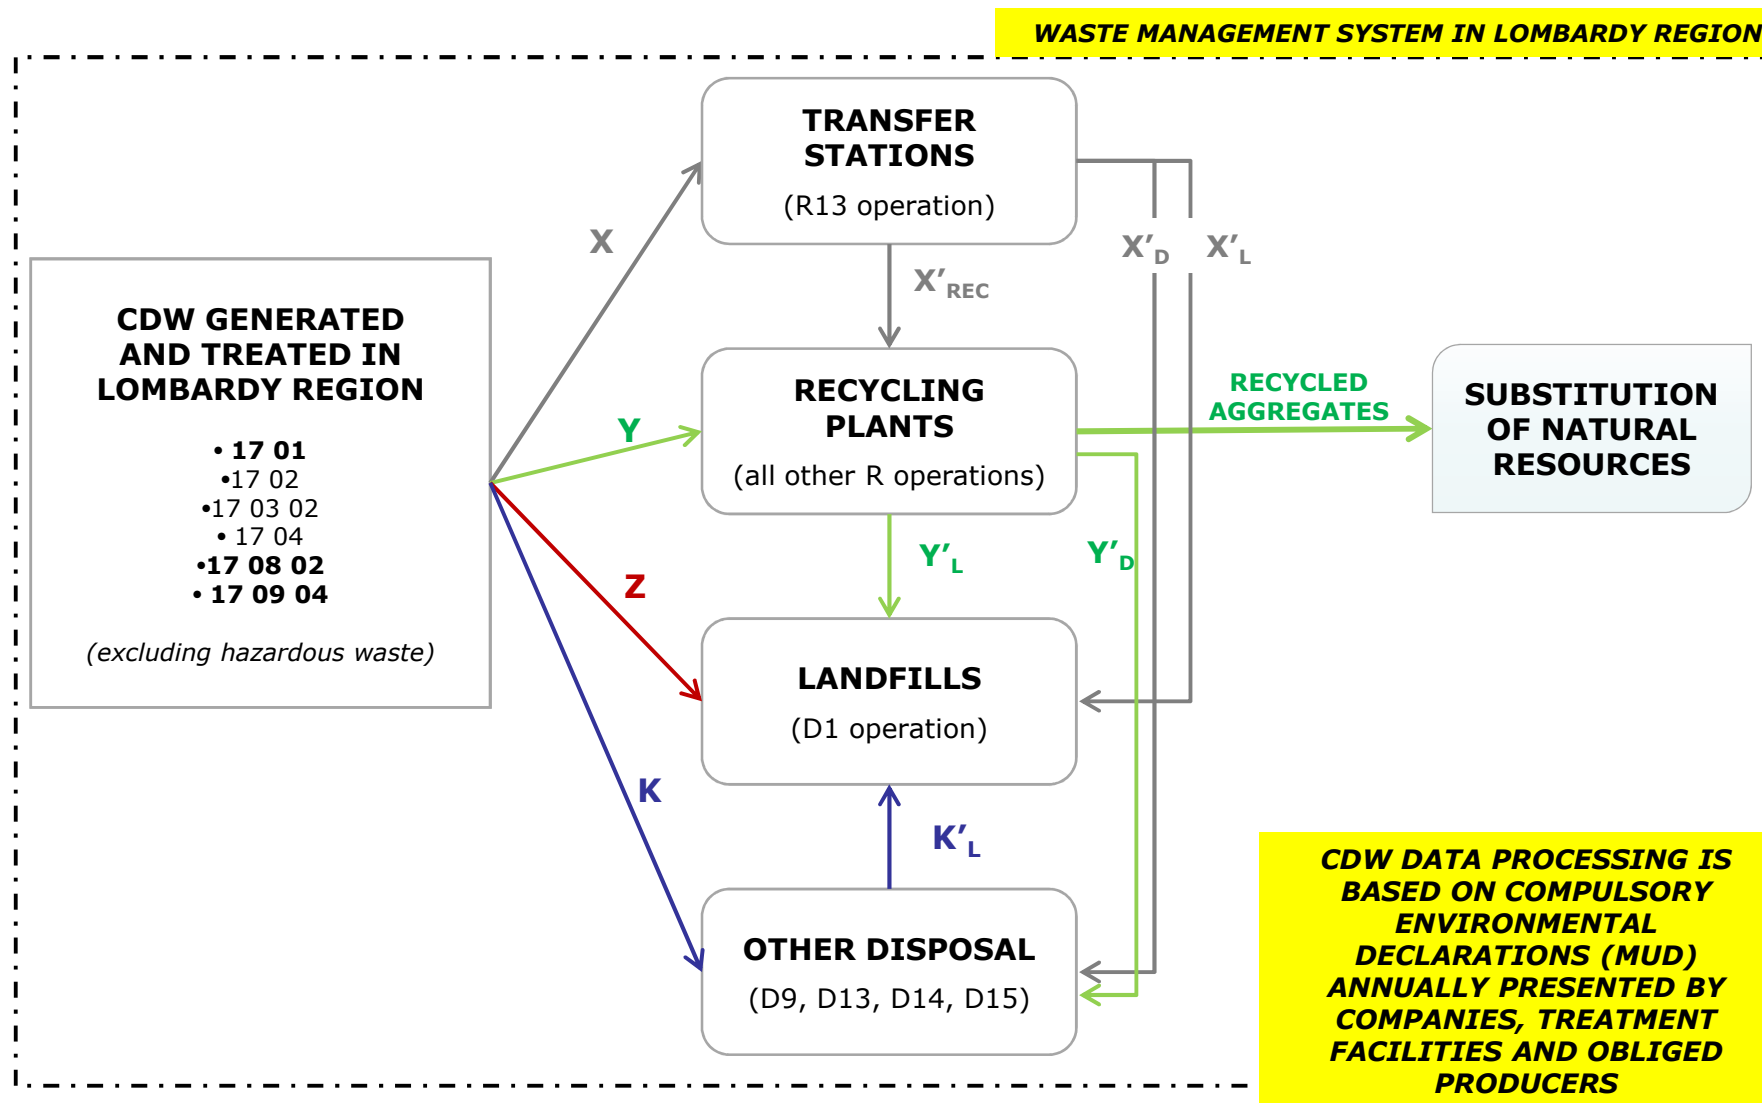 WASTE MANAGEMENT SYSTEM IN LOMBARDY REGION
TRANSFER
STATIONS
(R13 operation)
X
X′D
X′L
X′REC
CDW GENERATED
AND TREATED IN
LOMBARDY REGION
• 17 01
•17 02
•17 03 02
• 17 04
•17 08 02
• 17 09 04
(excluding hazardous waste)
RECYCLING
PLANTS
(all other R operations)
Y
RECYCLED
AGGREGATES
SUBSTITUTION
OF NATURAL
RESOURCES
Y′L
Y′D
Z
LANDFILLS
(D1 operation)
K
K′L
OTHER DISPOSAL
(D9, D13, D14, D15)
CDW DATA PROCESSING IS
BASED ON COMPULSORY
ENVIRONMENTAL
DECLARATIONS (MUD)
ANNUALLY PRESENTED BY
COMPANIES, TREATMENT
FACILITIES AND OBLIGED
PRODUCERS